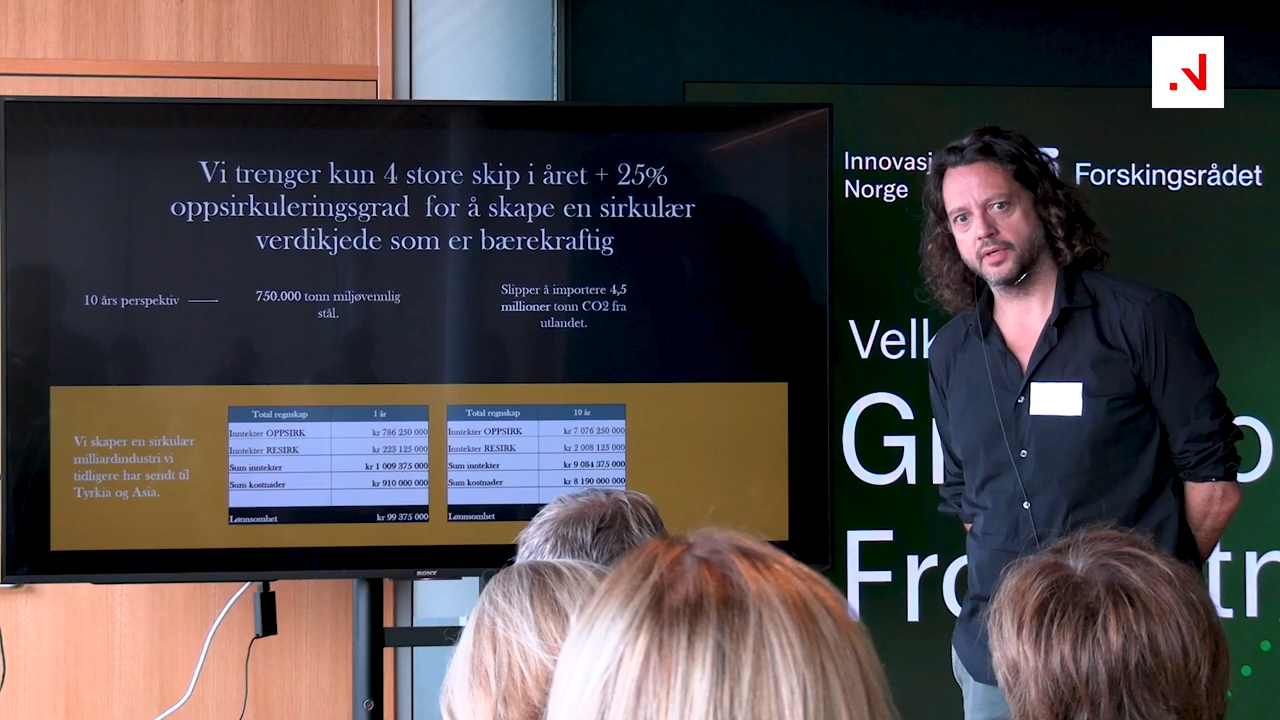 Vi trenger kun 4 store skip i året + 25%
oppsirkuleringsgrad for å skape en sirkulær
verdikjede som er bærekraftig
10 års perspektiv
750.000 tonn miljøvennlig
stål.
Slipper å importere 4,5
millioner tonn CO2 fra
utlandet.
Vi skaper en sirkulær
milliardindustri vi
tidligere har sendt til
Tyrkia og Asia.
Total regnskap 1 år
Inntekter OPPSIRK kr 786 250 000
Inntekter RESIRK kr 223 125 000
Sum inntekter kr 1 009 375 000
Sum kostnader kr 910 000 000
Lønnsomhet kr 99 375 000
Total regnskap 10 år
Inntekter OPPSIRK kr 7 076 250 000
Inntekter RESIRK kr 2 008 125 000
Sum inntekter kr 9 084 375 000
Sum kostnader kr 8 190 000 000
Lønnsomhet
SONY
Innovasj
Norge
Forskingsrådet
Velk